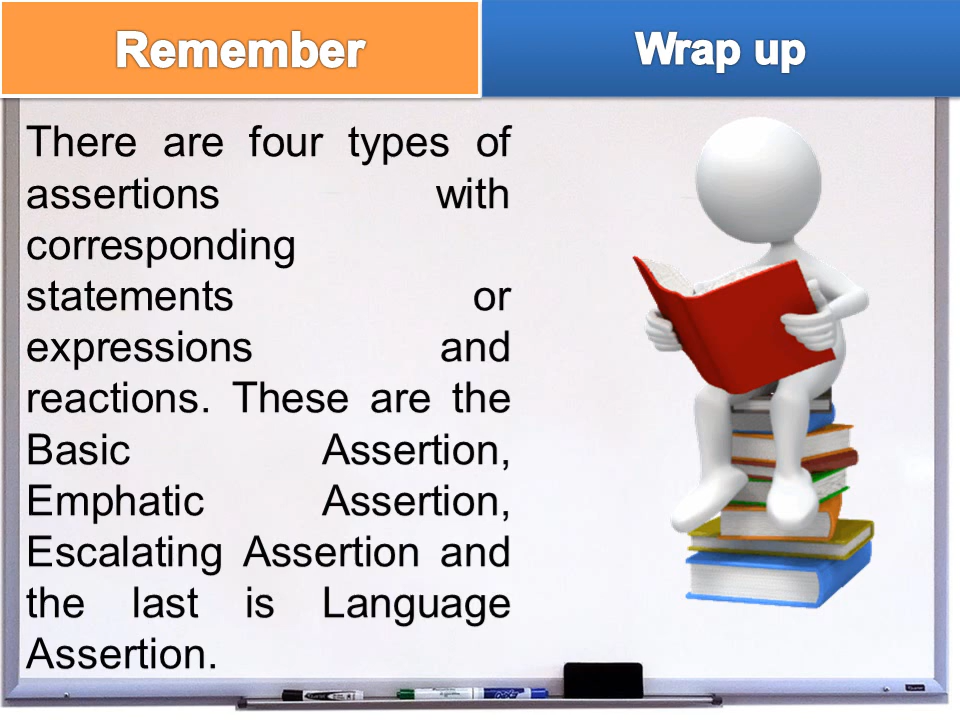 Remember
Wrap up
There are four types of
assertions with
corresponding
statements or
expressions and
reactions. These are the
Basic Assertion,
Emphatic Assertion,
Escalating Assertion and
the last is Language
Assertion.